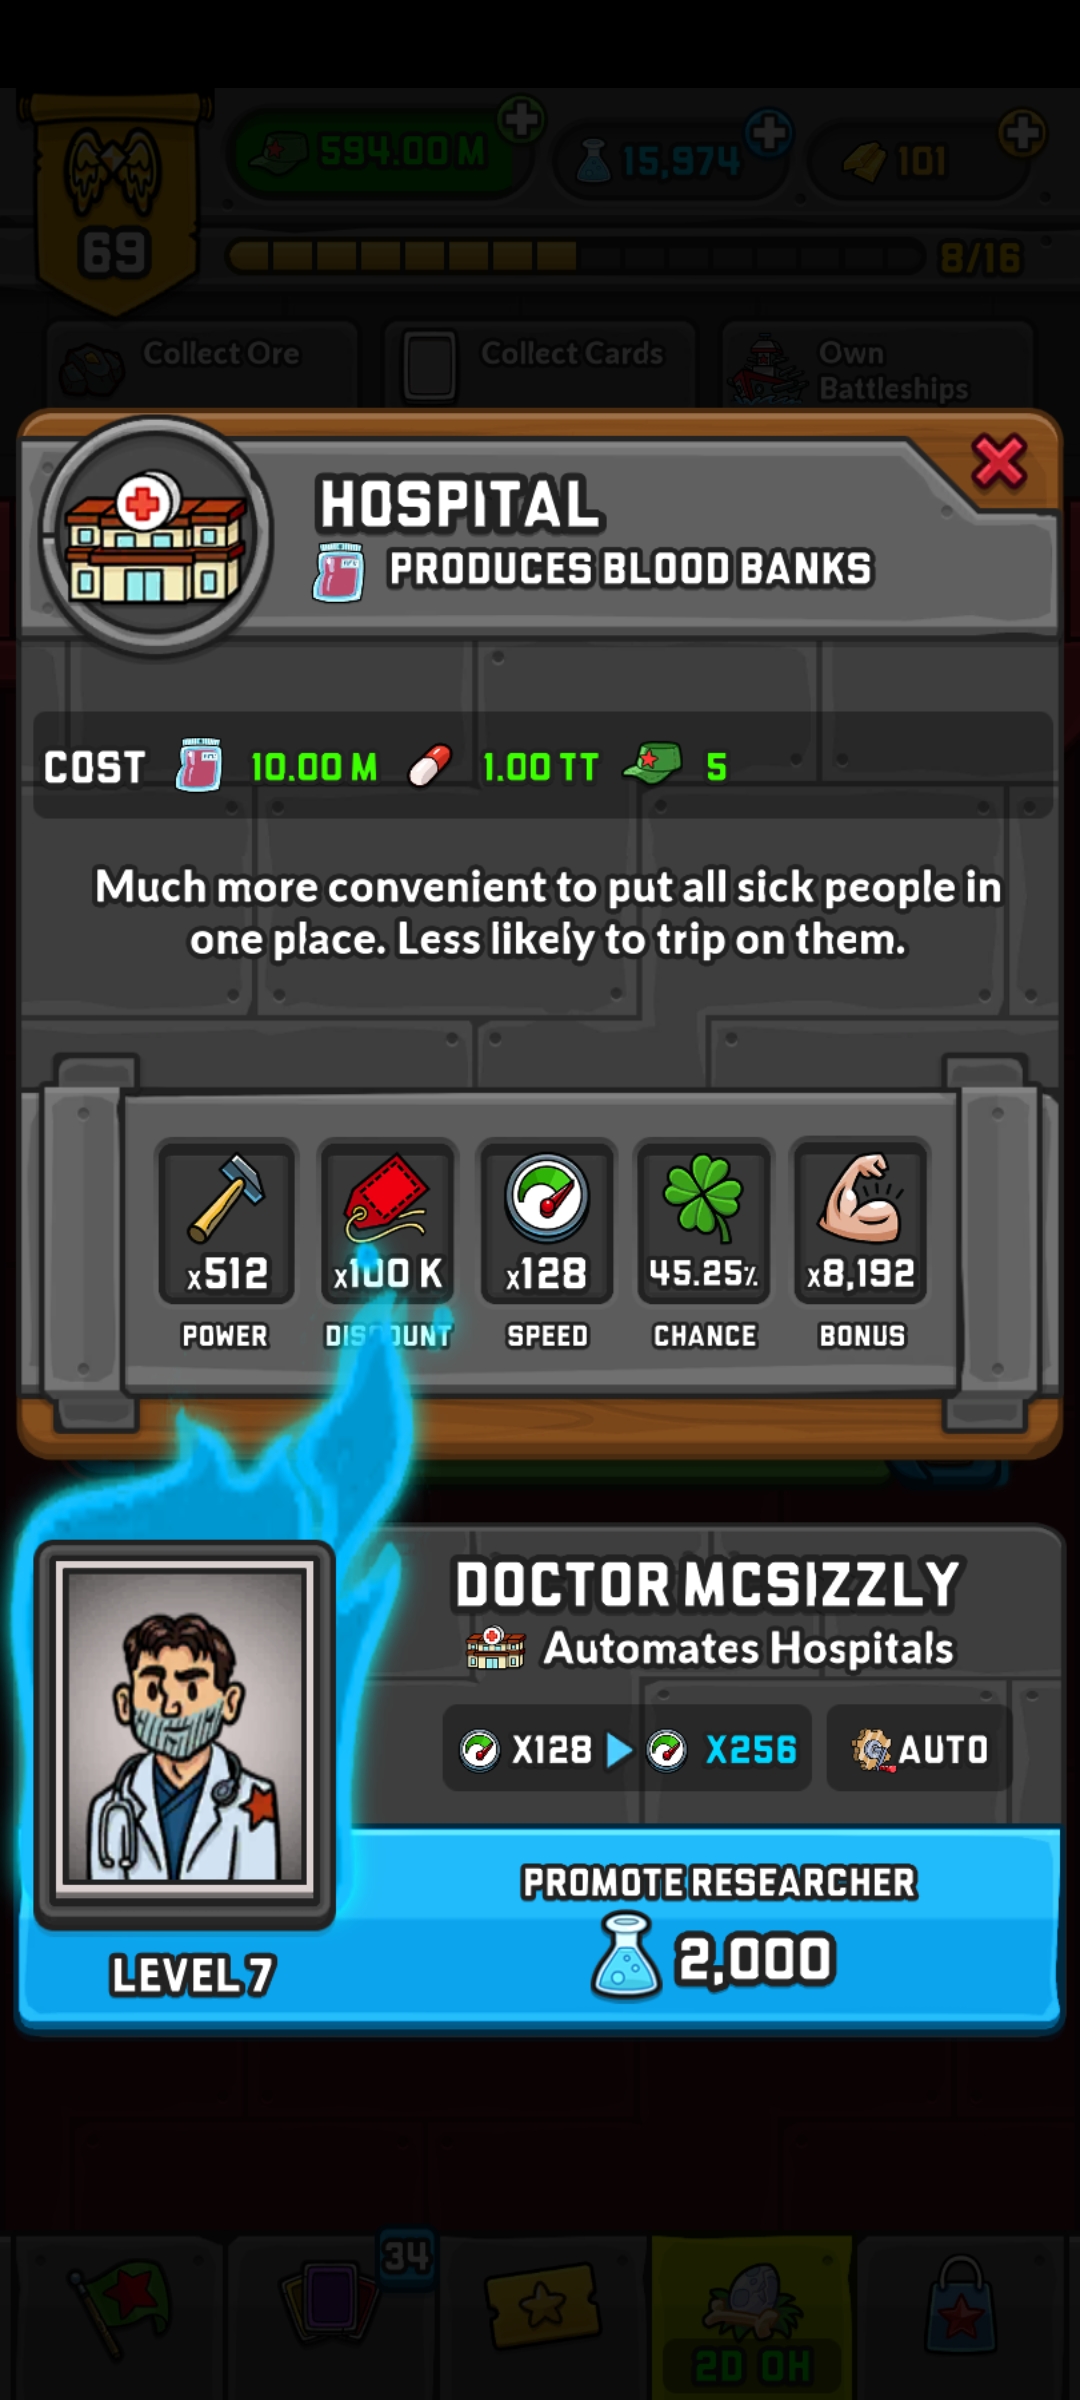 594.00 M
15,974
101
69
8/16
Collect Ore
Collect Cards
Own
Battleships
HOSPITAL
PRODUCES BLOOD BANKS
COST 10.00 M 1.00 TT 5
Much more convenient to put all sick people in
one place. Less likely to trip on them.
x512 x100 K x128 45.25% x8,192
POWER DISCOUNT SPEED CHANCE BONUS
DOCTOR MCSIZZLY
Automates Hospitals
X128 X256 AUTO
PROMOTE RESEARCHER
2,000
LEVEL 7
34
2D 0H